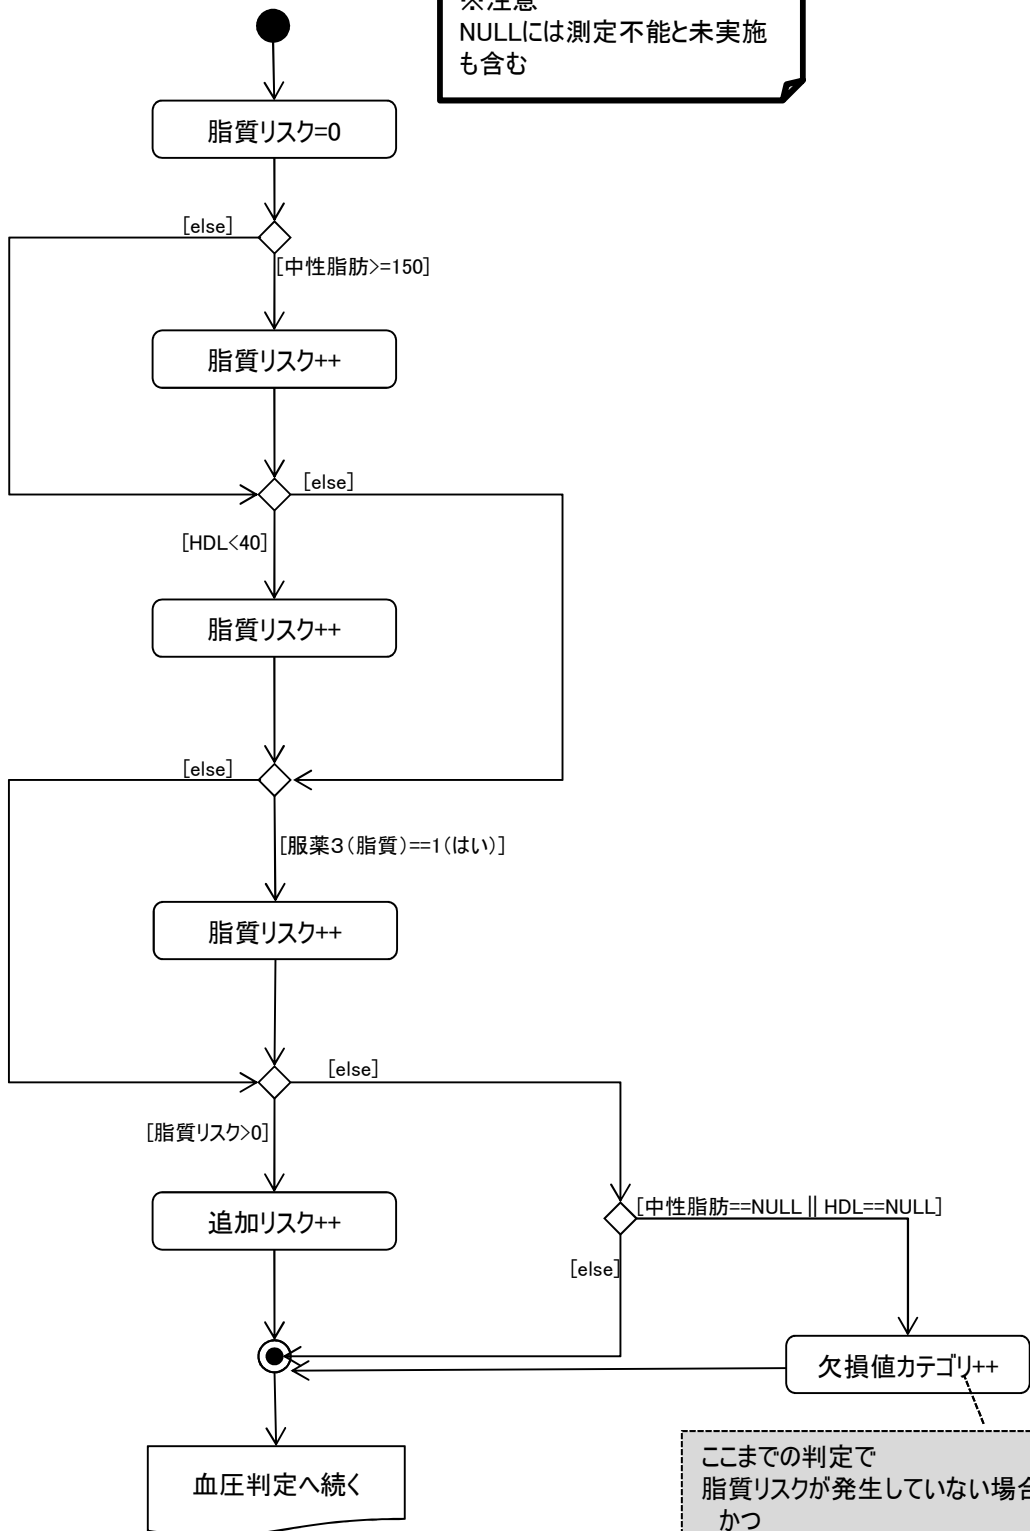 ※注意
NULLには測定不能と未実施
も含む
脂質リスク=0
[else]
[中性脂肪>=150]
脂質リスク++
[else]
[HDL<40]
脂質リスク++
[else]
[服薬3(脂質)==1(はい)]
脂質リスク++
[else]
[脂質リスク>0]
追加リスク++
[中性脂肪==NULL || HDL==NULL]
[else]
欠損値カテゴリ++
血圧判定へ続く
ここまでの判定で
脂質リスクが発生していない場合
かつ